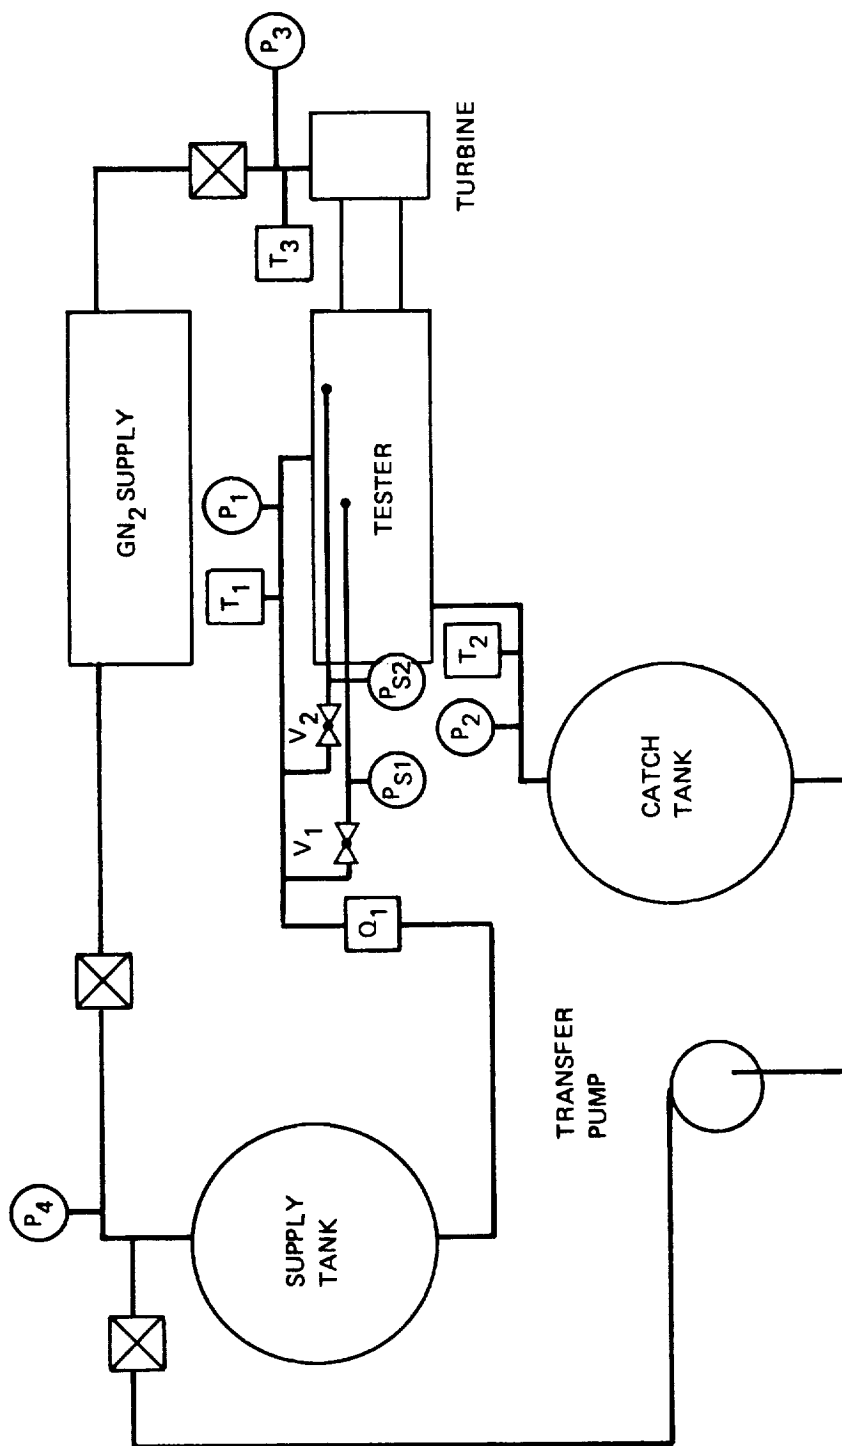 P4
GN2 SUPPLY
P3
T3
TURBINE
SUPPLY
TANK
Q1
V1
V2
T1
P1
PS1
PS2
TESTER
P2
T2
TRANSFER
PUMP
CATCH
TANK